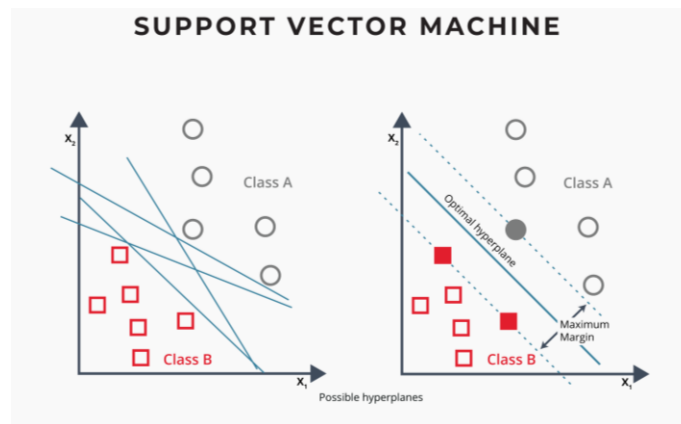 SUPPORT VECTOR MACHINE
X₂
Class A
Class B
X₁
X₂
Class A
Optimal hyperplane
Maximum
Margin
Class B
X₁
Possible hyperplanes